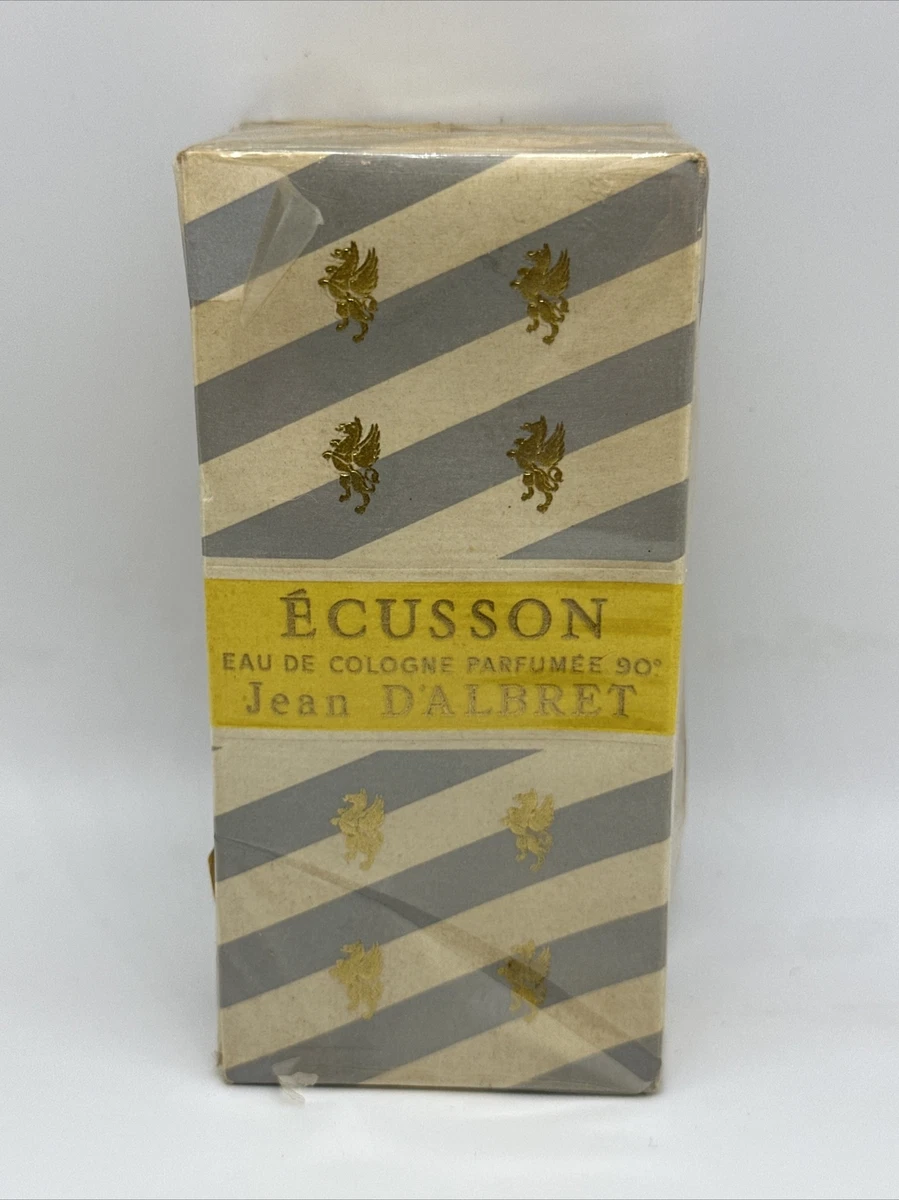 ÉCUSSON
EAU DE COLOGNE PARFUMÉE 90°
Jean D'ALBRET